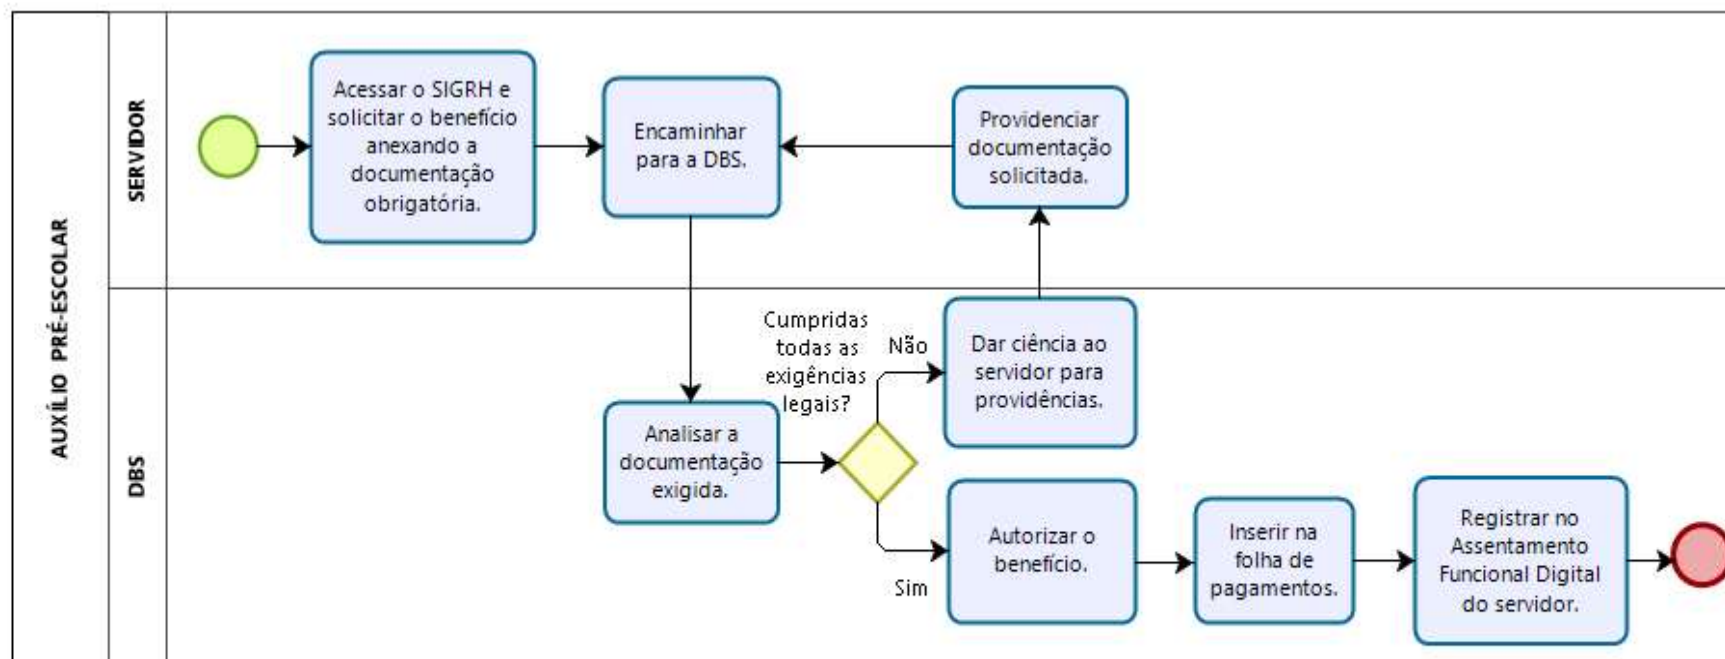 AUXÍLIO PRÉ-ESCOLAR
SERVIDOR
Acessar o SIGRH e
solicitar o benefício
anexando a
documentação
obrigatória.
Encaminhar
para a DBS.
Providenciar
documentação
solicitada.
DBS
Analisar a
documentação
exigida.
Cumpridas
todas as
exigências
legais?
Não
Dar ciência ao
servidor para
providências.
Sim
Autorizar o
benefício.
Inserir na
folha de
pagamentos.
Registrar no
Assentamento
Funcional Digital
do servidor.